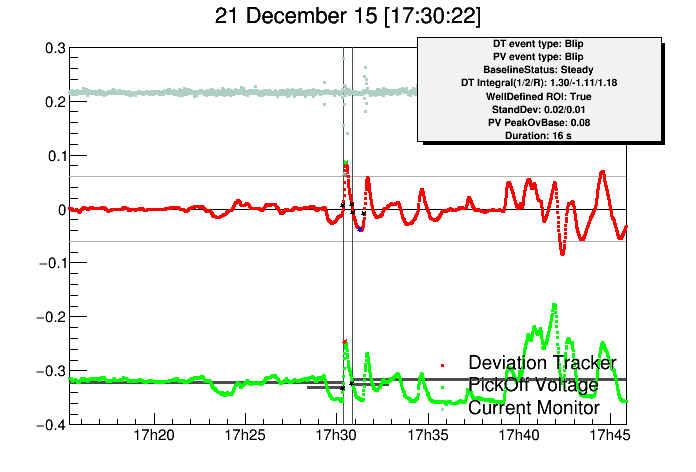 21 December 15 [17:30:22]
DT event type: Blip
PV event type: Blip
BaselineStatus: Steady
DT Integral(1/2/R): 1.30/-1.11/1.18
WellDefined ROI: True
StandDev: 0.02/0.01
PV PeakOvBase: 0.08
Duration: 16 s
0.3
0.2
0.1
0
−0.1
−0.2
−0.3
−0.4
Deviation Tracker
PickOff Voltage
Current Monitor
17h20 17h25 17h30 17h35 17h40 17h45